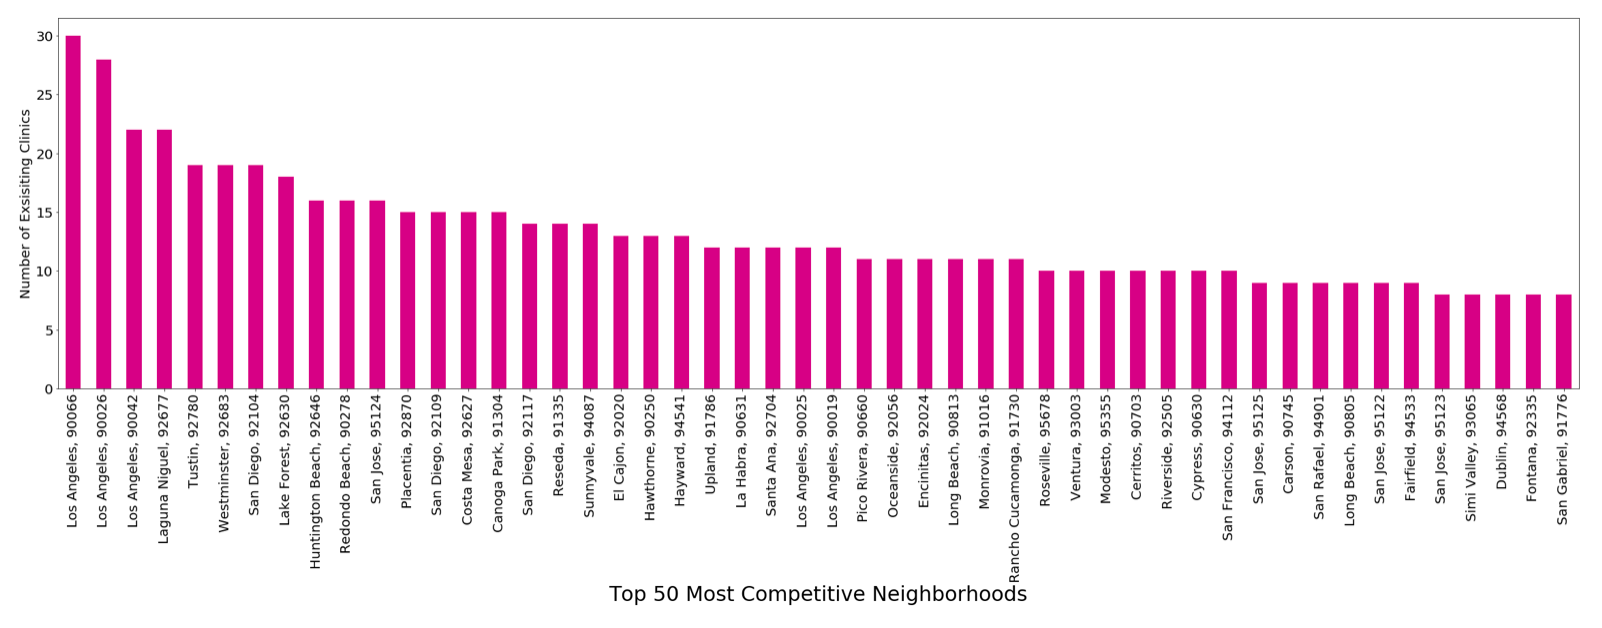 Number of Exsisiting Clinics
30
25
20
15
10
5
0
Los Angeles, 90066
Los Angeles, 90026
Los Angeles, 90042
Laguna Niguel, 92677
Tustin, 92780
Westminster, 92683
San Diego, 92104
Lake Forest, 92630
Huntington Beach, 92646
Redondo Beach, 90278
San Jose, 95124
Placentia, 92870
San Diego, 92109
Costa Mesa, 92627
Canoga Park, 91304
San Diego, 92117
Reseda, 91335
Sunnyvale, 94087
El Cajon, 92020
Hawthorne, 90250
Hayward, 94541
Upland, 91786
La Habra, 90631
Santa Ana, 92704
Los Angeles, 90025
Los Angeles, 90019
Pico Rivera, 90660
Oceanside, 92056
Encinitas, 92024
Long Beach, 90813
Monrovia, 91016
Rancho Cucamonga, 91730
Roseville, 95678
Ventura, 93003
Modesto, 95355
Cerritos, 90703
Riverside, 92505
Cypress, 90630
San Francisco, 94112
San Jose, 95125
Carson, 90745
San Rafael, 94901
Long Beach, 90805
San Jose, 95122
Fairfield, 94533
San Jose, 95123
Simi Valley, 93065
Dublin, 94568
Fontana, 92335
San Gabriel, 91776
Top 50 Most Competitive Neighborhoods